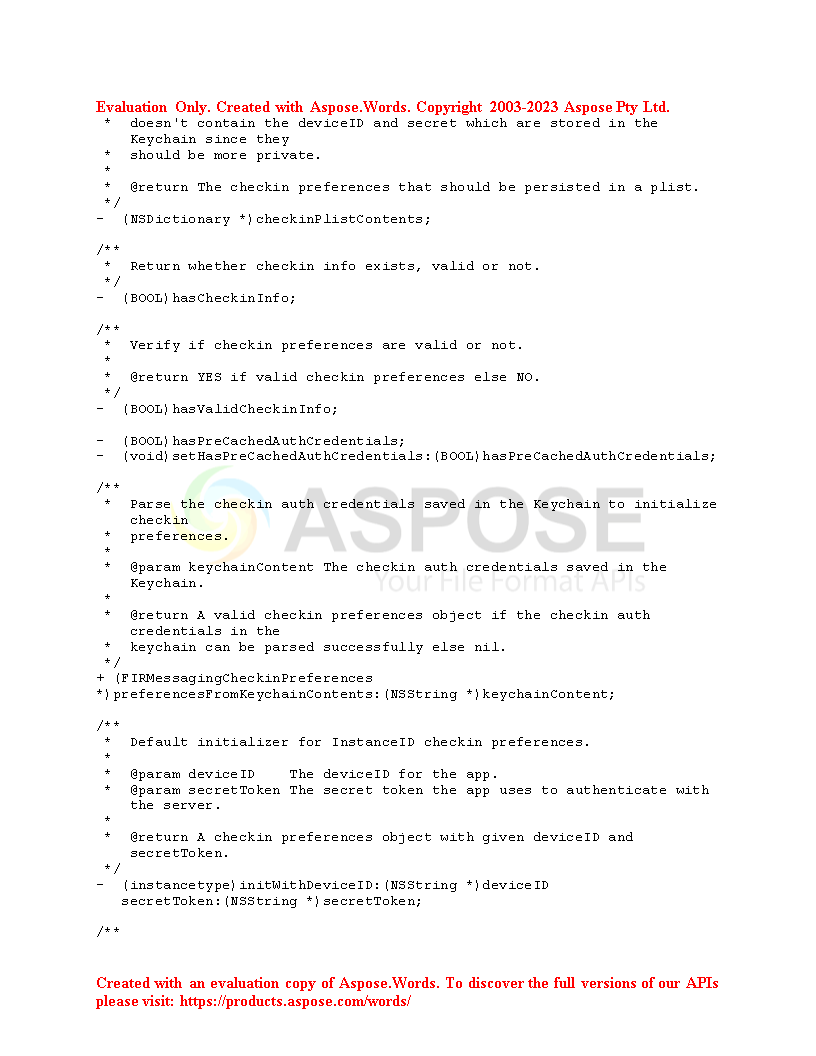 Evaluation Only. Created with Aspose.Words. Copyright 2003-2023 Aspose Pty Ltd.
 *  doesn't contain the deviceID and secret which are stored in the
    Keychain since they
 *  should be more private.
 *
 *  @return The checkin preferences that should be persisted in a plist.
 */
-  (NSDictionary *)checkinPlistContents;

/**
 *  Return whether checkin info exists, valid or not.
 */
-  (BOOL)hasCheckinInfo;

/**
 *  Verify if checkin preferences are valid or not.
 *
 *  @return YES if valid checkin preferences else NO.
 */
-  (BOOL)hasValidCheckinInfo;

-  (BOOL)hasPreCachedAuthCredentials;
-  (void)setHasPreCachedAuthCredentials:(BOOL)hasPreCachedAuthCredentials;

/**
 *  Parse the checkin auth credentials saved in the Keychain to initialize
    checkin
 *  preferences.
 *
 *  @param keychainContent The checkin auth credentials saved in the
    Keychain.
 *
 *  @return A valid checkin preferences object if the checkin auth
    credentials in the
 *  keychain can be parsed successfully else nil.
 */
+ (FIRMessagingCheckinPreferences
*)preferencesFromKeychainContents:(NSString *)keychainContent;

/**
 *  Default initializer for InstanceID checkin preferences.
 *
 *  @param deviceID    The deviceID for the app.
 *  @param secretToken The secret token the app uses to authenticate with
    the server.
 *
 *  @return A checkin preferences object with given deviceID and
    secretToken.
 */
-  (instancetype)initWithDeviceID:(NSString *)deviceID
   secretToken:(NSString *)secretToken;

/**
ASPOSE
Your File Format APIs
Created with an evaluation copy of Aspose.Words. To discover the full versions of our APIs
please visit: https://products.aspose.com/words/